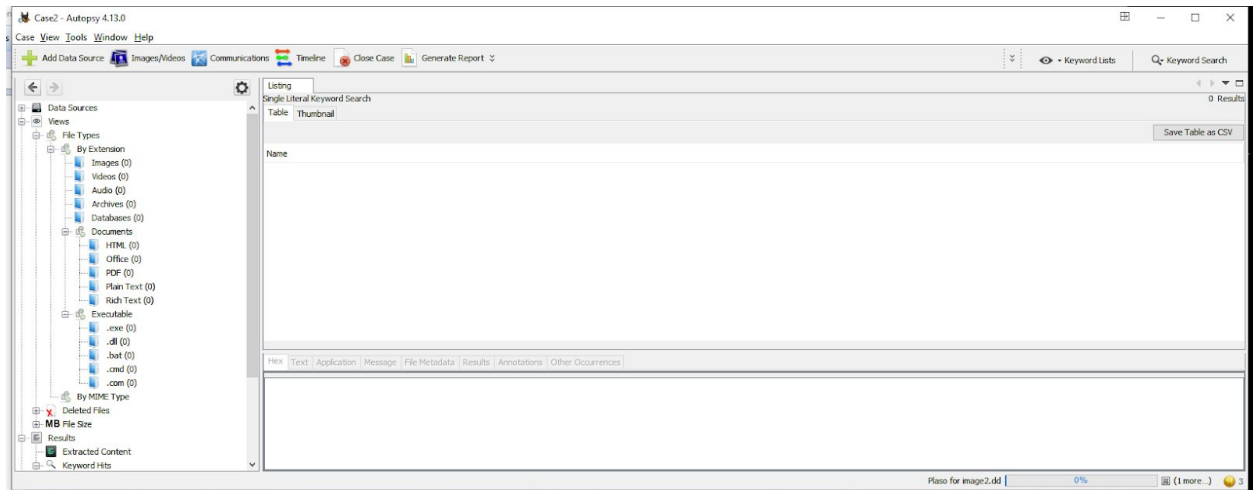 Case2 - Autopsy 4.13.0
Case View Tools Window Help
Add Data Source Images/Videos Communications Timeline Close Case Generate Report Keyword Lists Keyword Search
Listing
Single Literal Keyword Search 0 Results
Table Thumbnail
Save Table as CSV
Name
Data Sources
Views
File Types
By Extension
Images (0)
Videos (0)
Audio (0)
Archives (0)
Databases (0)
Documents
HTML (0)
Office (0)
PDF (0)
Plain Text (0)
Rich Text (0)
Executable
.exe (0)
.dll (0)
.bat (0)
.cmd (0)
.com (0)
By MIME Type
Deleted Files
MB File Size
Results
Extracted Content
Keyword Hits
Hex Text Application Message File Metadata Results Annotations Other Occurrences
Plaso for image2.dd 0% (1 more...) 3